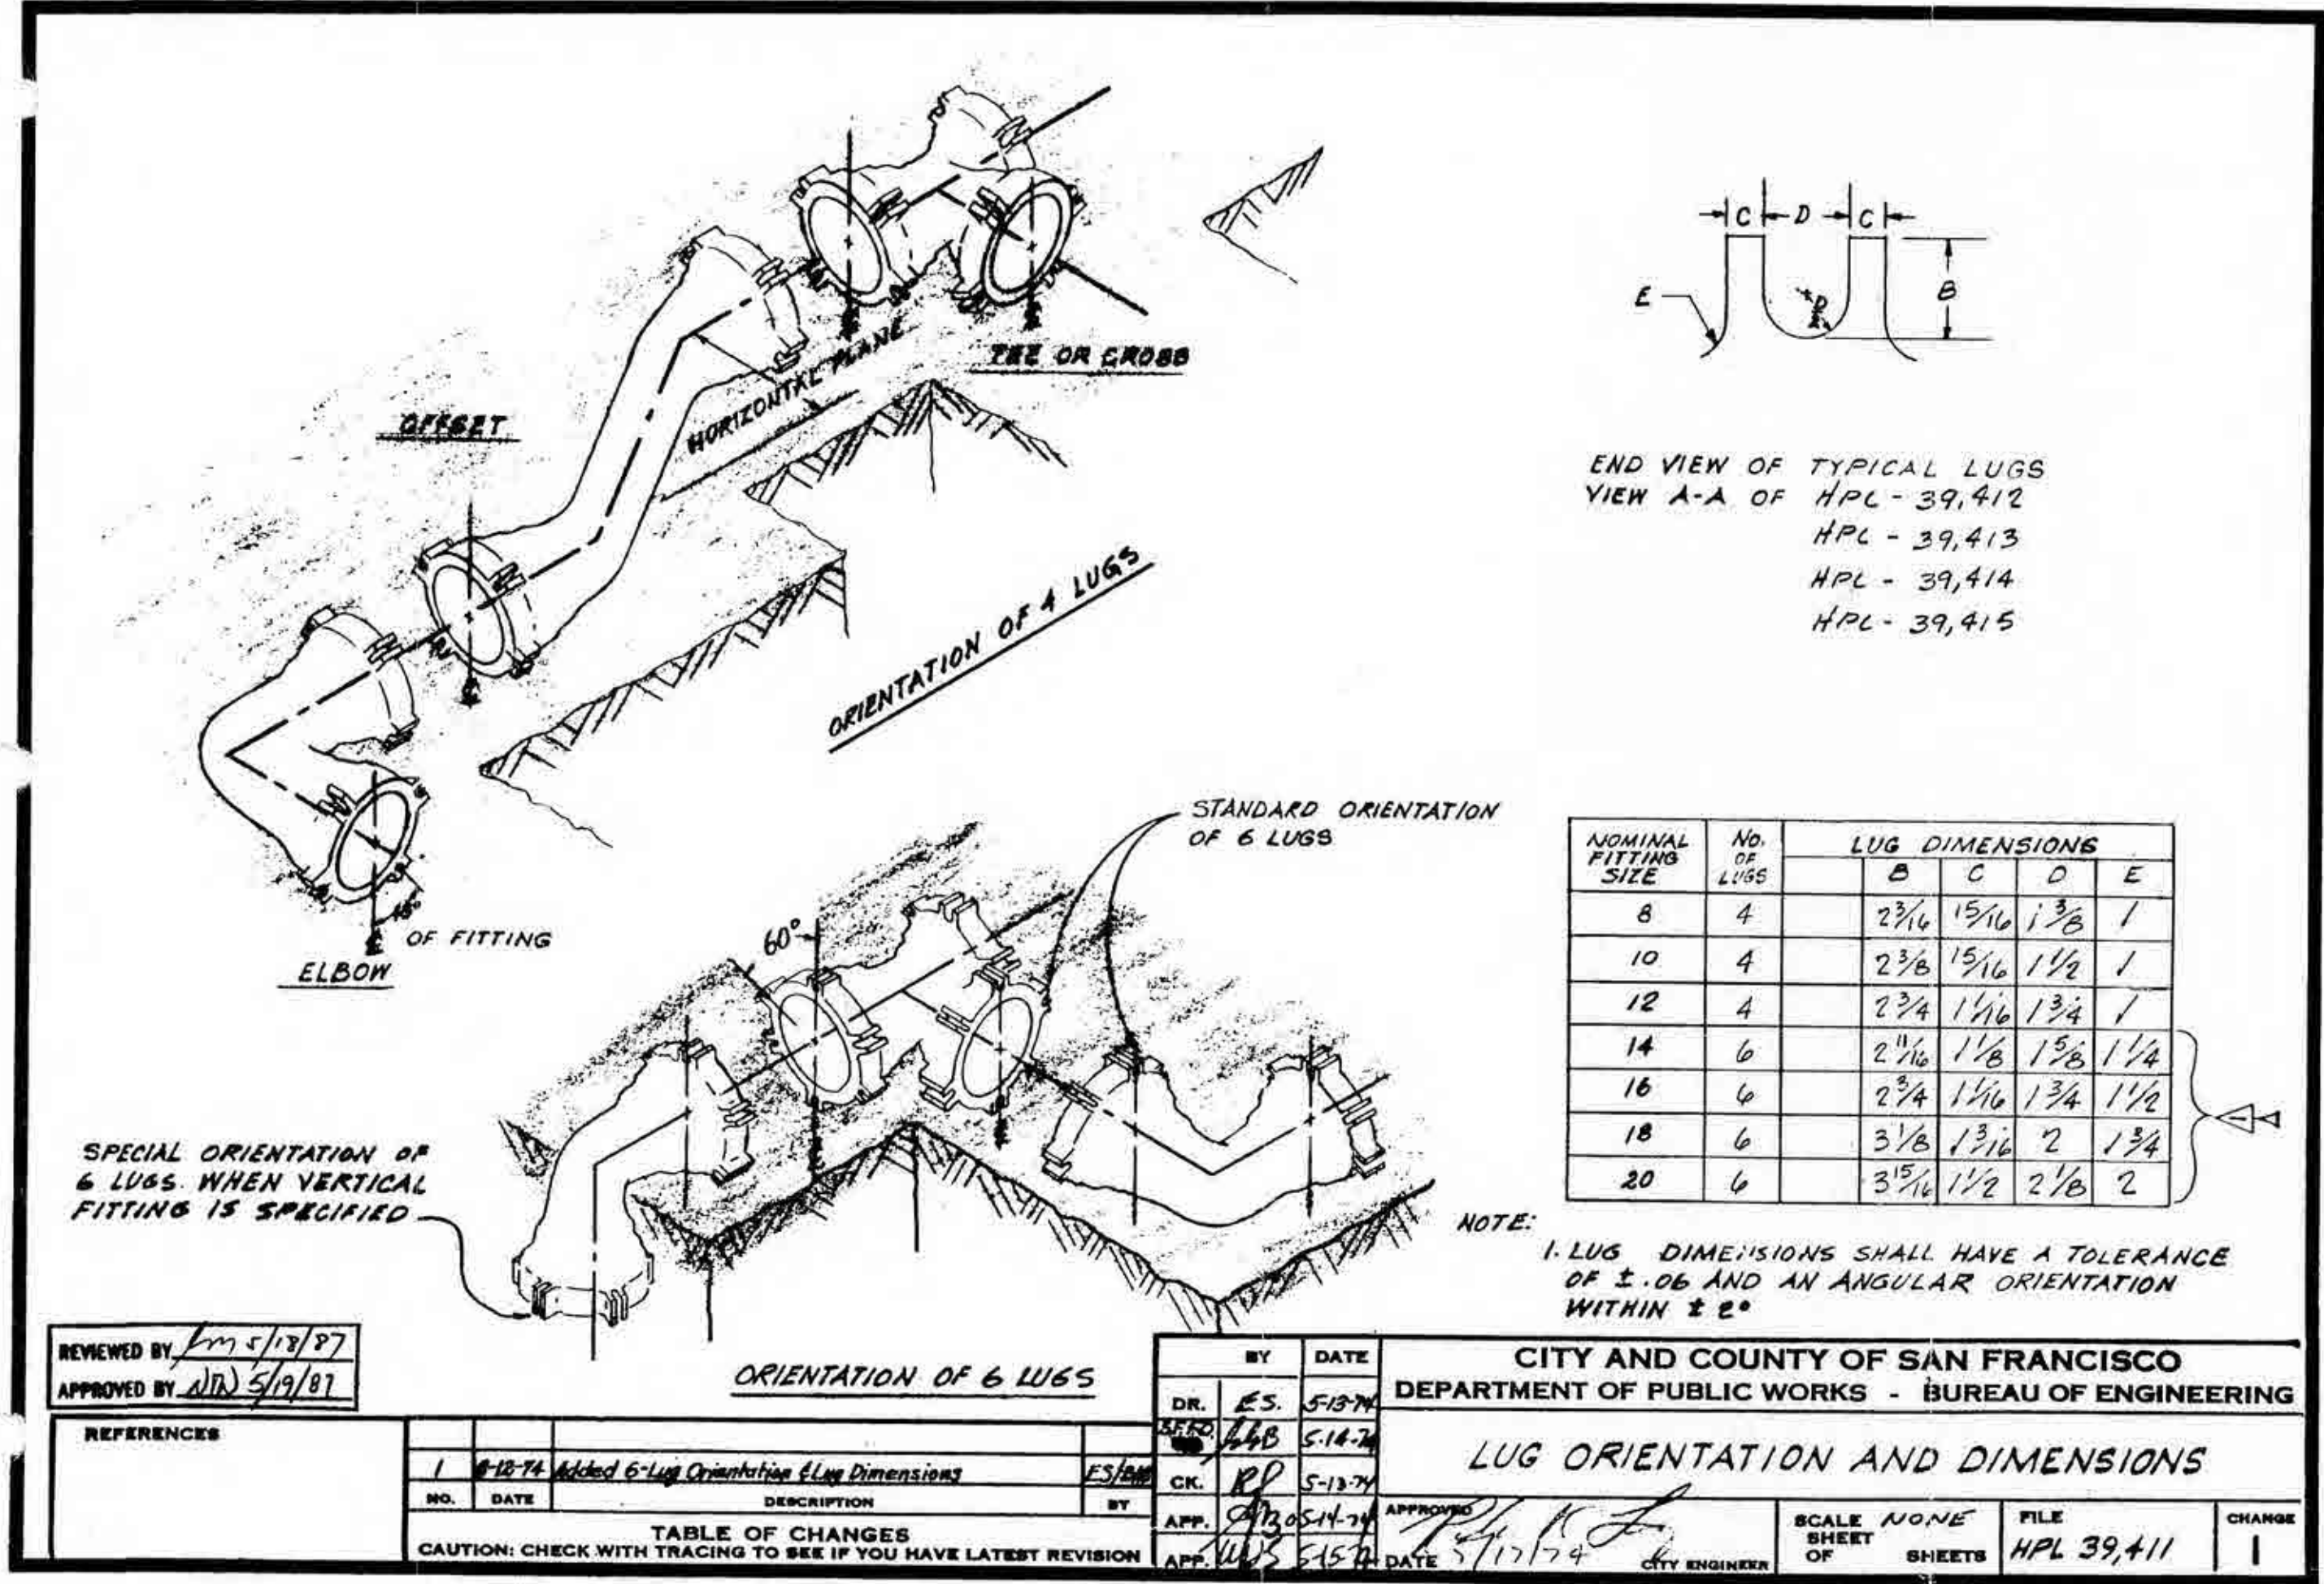 TEE OR CROSS
HORIZONTAL PLANE
OFFSET
ORIENTATION OF 4 LUGS
45°
℄ OF FITTING
ELBOW
C D C
E
R
B
END VIEW OF TYPICAL LUGS
VIEW A-A OF HPL - 39,412
HPL - 39,413
HPL - 39,414
HPL - 39,415
STANDARD ORIENTATION
OF 6 LUGS
60°
SPECIAL ORIENTATION OF
6 LUGS. WHEN VERTICAL
FITTING IS SPECIFIED
ORIENTATION OF 6 LUGS
NOMINAL FITTING SIZE NO. OF LUGS LUG DIMENSIONS
B C D E
8 4 2 3/16 15/16 1 3/8 1
10 4 2 3/8 15/16 1 1/2 1
12 4 2 3/4 1 1/16 1 3/4 1
14 6 2 11/16 1 1/8 1 5/8 1 1/4
16 6 2 3/4 1 1/16 1 3/4 1 1/2
18 6 3 1/8 1 3/16 2 1 3/4
20 6 3 15/16 1 1/2 2 1/8 2
1
NOTE:
1. LUG DIMENSIONS SHALL HAVE A TOLERANCE
OF ±.06 AND AN ANGULAR ORIENTATION
WITHIN ± 2°
REVIEWED BY 5/18/87
APPROVED BY 5/19/87
REFERENCES
1 8-12-74 Added 6-Lug Orientation & Lug Dimensions ES/
NO. DATE DESCRIPTION BY
TABLE OF CHANGES
CAUTION: CHECK WITH TRACING TO SEE IF YOU HAVE LATEST REVISION
BY DATE
DR. ES. 5-13-74
5-14-74
CK. RP 5-13-74
APP. 5-14-74
APP. 5-15-74
CITY AND COUNTY OF SAN FRANCISCO
DEPARTMENT OF PUBLIC WORKS - BUREAU OF ENGINEERING
LUG ORIENTATION AND DIMENSIONS
APPROVED
DATE 5/17/74 CITY ENGINEER
SCALE NONE
SHEET
OF SHEETS
FILE
HPL 39,411
CHANGE
1